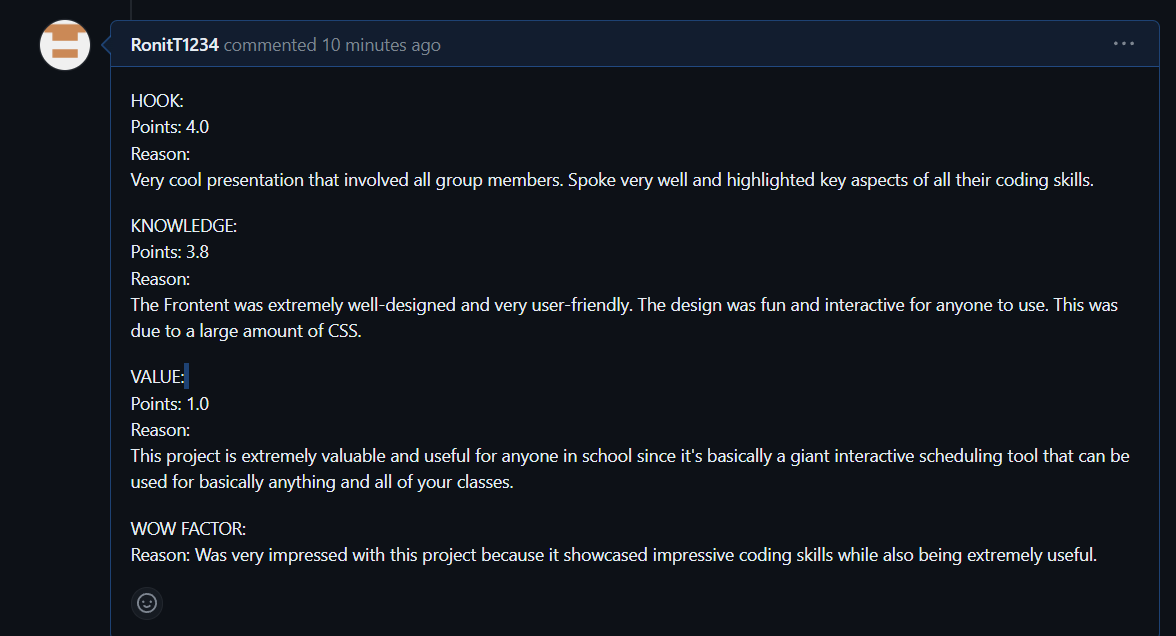 RonitT1234 commented 10 minutes ago
HOOK:
Points: 4.0
Reason:
Very cool presentation that involved all group members. Spoke very well and highlighted key aspects of all their coding skills.
KNOWLEDGE:
Points: 3.8
Reason:
The Frontent was extremely well-designed and very user-friendly. The design was fun and interactive for anyone to use. This was
due to a large amount of CSS.
VALUE:
Points: 1.0
Reason:
This project is extremely valuable and useful for anyone in school since it's basically a giant interactive scheduling tool that can be
used for basically anything and all of your classes.
WOW FACTOR:
Reason: Was very impressed with this project because it showcased impressive coding skills while also being extremely useful.